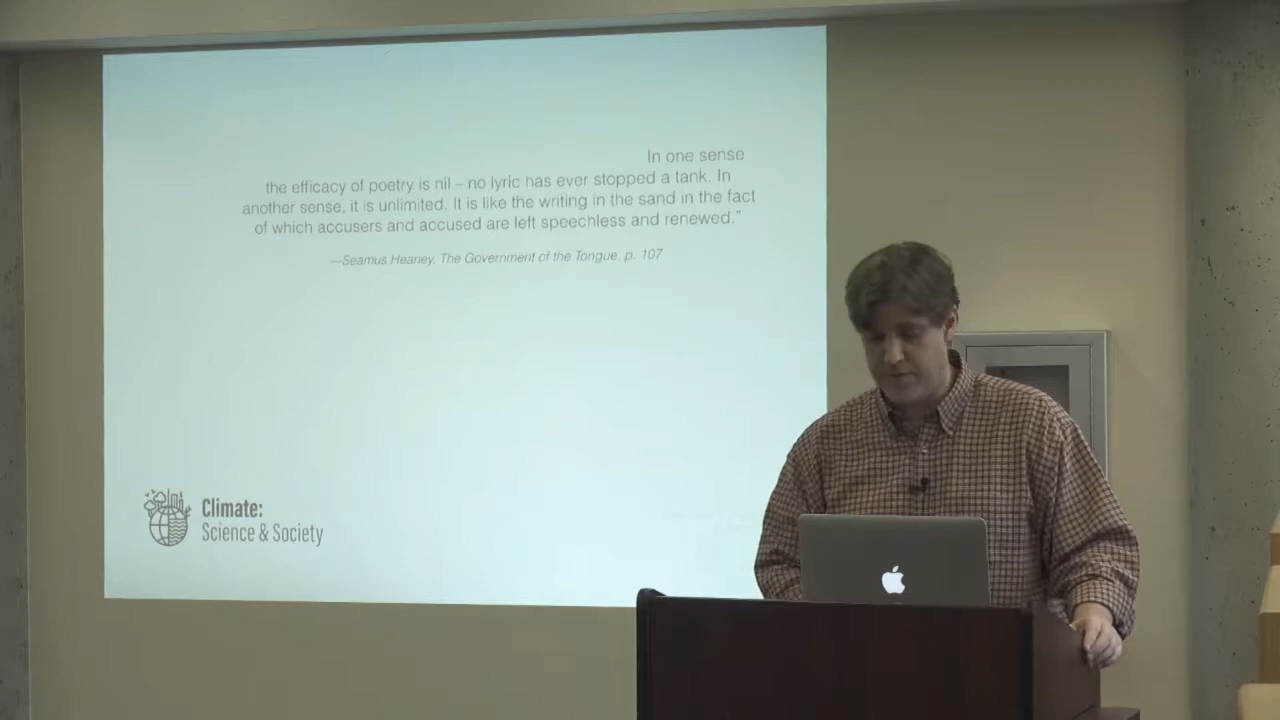 In one sense
the efficacy of poetry is nil – no lyric has ever stopped a tank. In
another sense, it is unlimited. It is like the writing in the sand in the fact
of which accusers and accused are left speechless and renewed.”
—Seamus Heaney, The Government of the Tongue, p. 107
Climate:
Science & Society